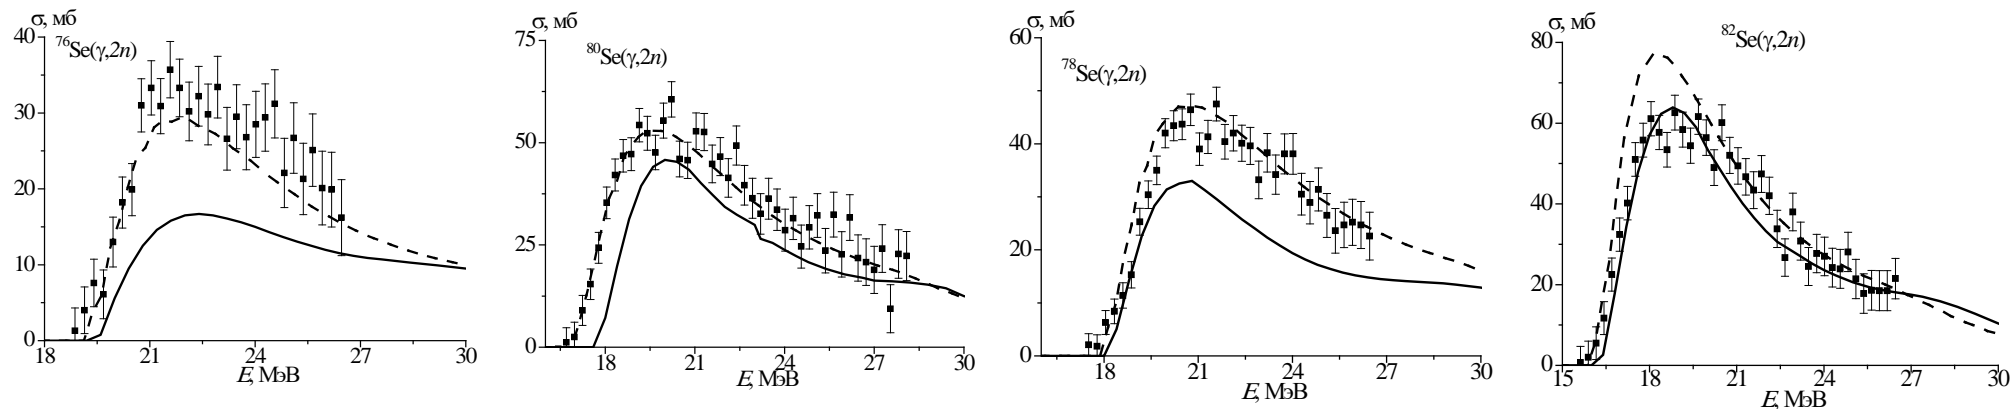 σ, мб
40
30
20
10
0
⁷⁶Se(γ,2n)
18 21 24 27 30
E, МэВ
σ, мб
75
50
25
0
⁸⁰Se(γ,2n)
18 21 24 27 30
E, МэВ
σ, мб
60
40
20
0
⁷⁸Se(γ,2n)
18 21 24 27 30
E, МэВ
σ, мб
80
60
40
20
0
⁸²Se(γ,2n)
15 18 21 24 27 30
E, МэВ